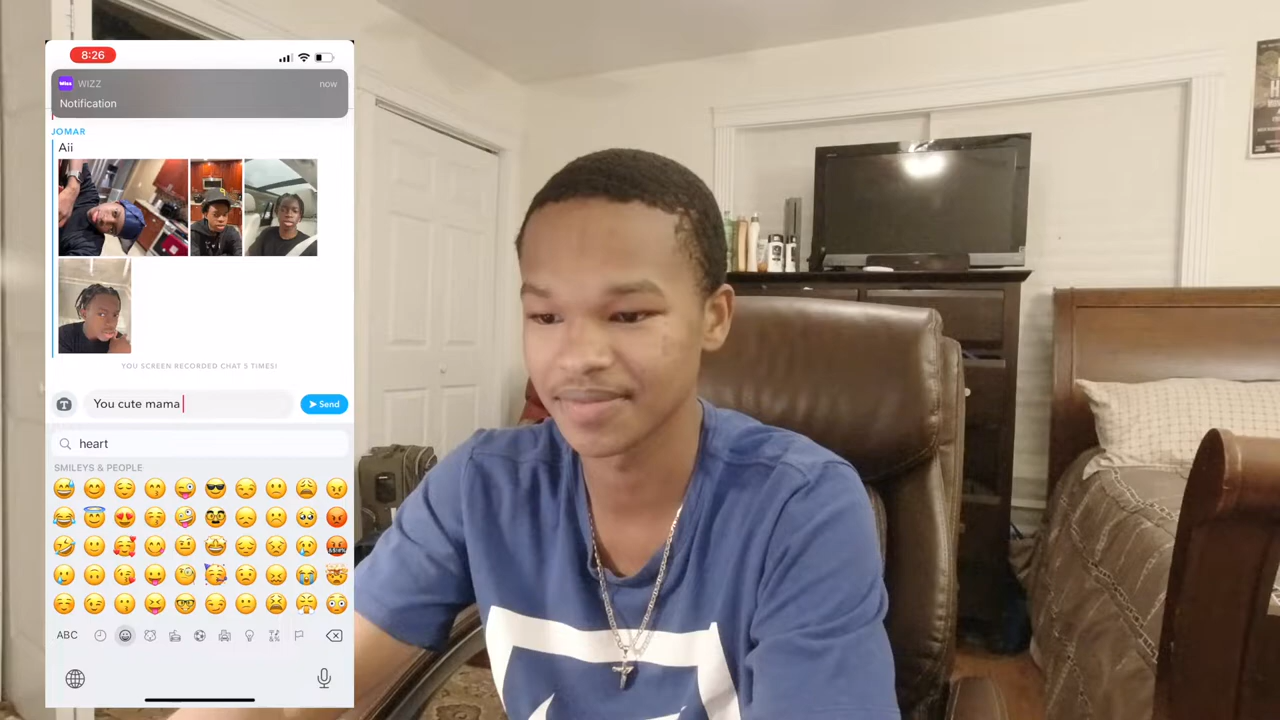 8:26
WIZZ
now
Notification
JOMAR
Aii
YOU SCREEN RECORDED CHAT 5 TIMES!
You cute mama
Send
heart
SMILEYS & PEOPLE
ABC